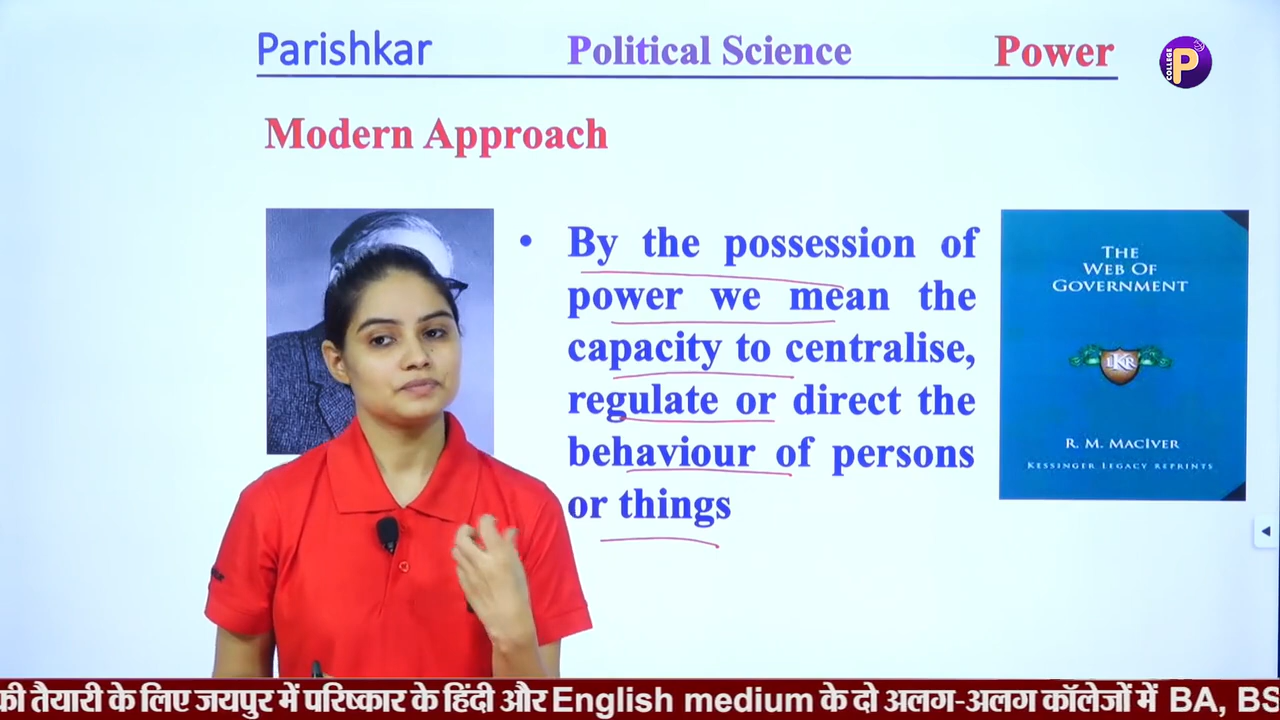 Parishkar Political Science Power
COLLEGE P
Modern Approach
• By the possession of
power we mean the
capacity to centralise,
regulate or direct the
behaviour of persons
or things
THE
WEB OF
GOVERNMENT
LKR
R. M. MACIVER
KESSINGER LEGACY REPRINTS
की तैयारी के लिए जयपुर में परिष्कार के हिंदी और English medium के दो अलग-अलग कॉलेजों में BA, BS